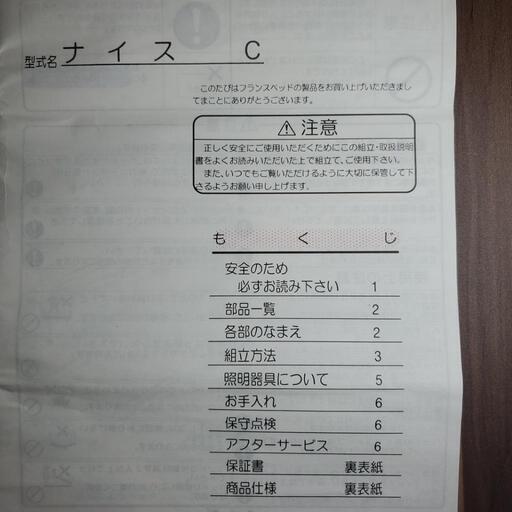 型式名 ナイス C
このたびはフランスベッドの製品をお買い上げいただきまし
てまことにありがとうございます。
⚠注意
正しく安全にご使用いただくためにこの組立・取扱説明
書をよくお読みいただいた上で組立て、ご使用下さい。
また、いつでもご覧いただけるように大切に保管して下
さるようお願い申し上げます。
もくじ
安全のため
必ずお読み下さい 1
部品一覧 2
各部のなまえ 2
組立方法 3
照明器具について 5
お手入れ 6
保守点検 6
アフターサービス 6
保証書 裏表紙
商品仕様 裏表紙